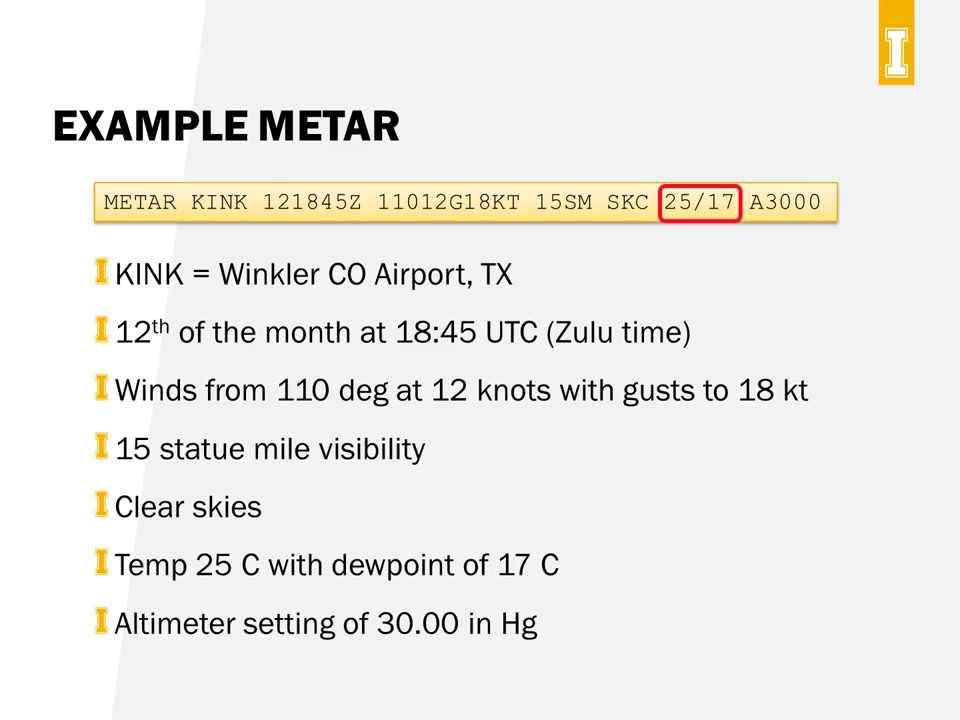 I
EXAMPLE METAR
METAR KINK 121845Z 11012G18KT 15SM SKC 25/17 A3000
KINK = Winkler CO Airport, TX
12th of the month at 18:45 UTC (Zulu time)
Winds from 110 deg at 12 knots with gusts to 18 kt
15 statue mile visibility
Clear skies
Temp 25 C with dewpoint of 17 C
Altimeter setting of 30.00 in Hg